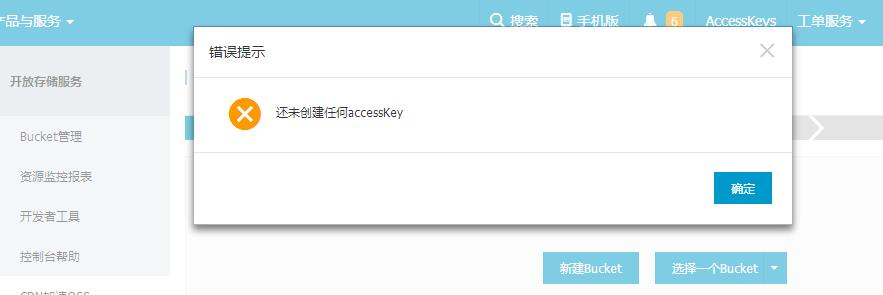 产品与服务
搜索
手机版
6
AccessKeys
工单服务
错误提示
还未创建任何accessKey
确定
开放存储服务
Bucket管理
资源监控报表
开发者工具
控制台帮助
新建Bucket
选择一个Bucket